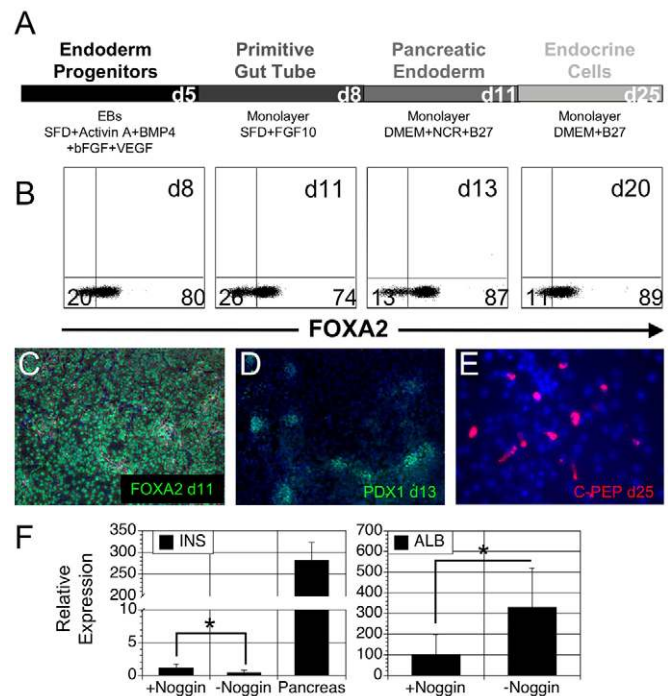 A
Endoderm Progenitors
Primitive Gut Tube
Pancreatic Endoderm
Endocrine Cells
d5
d8
d11
d25
EBs
SFD+Activin A+BMP4
+bFGF+VEGF
Monolayer
SFD+FGF10
Monolayer
DMEM+NCR+B27
Monolayer
DMEM+B27
B
d8
20
80
d11
26
74
d13
13
87
d20
11
89
FOXA2
C
FOXA2 d11
D
PDX1 d13
E
C-PEP d25
F
Relative
Expression
INS
350
300
250
10
5
0
*
+Noggin
-Noggin
Pancreas
ALB
700
600
500
400
300
200
100
0
*
+Noggin
-Noggin